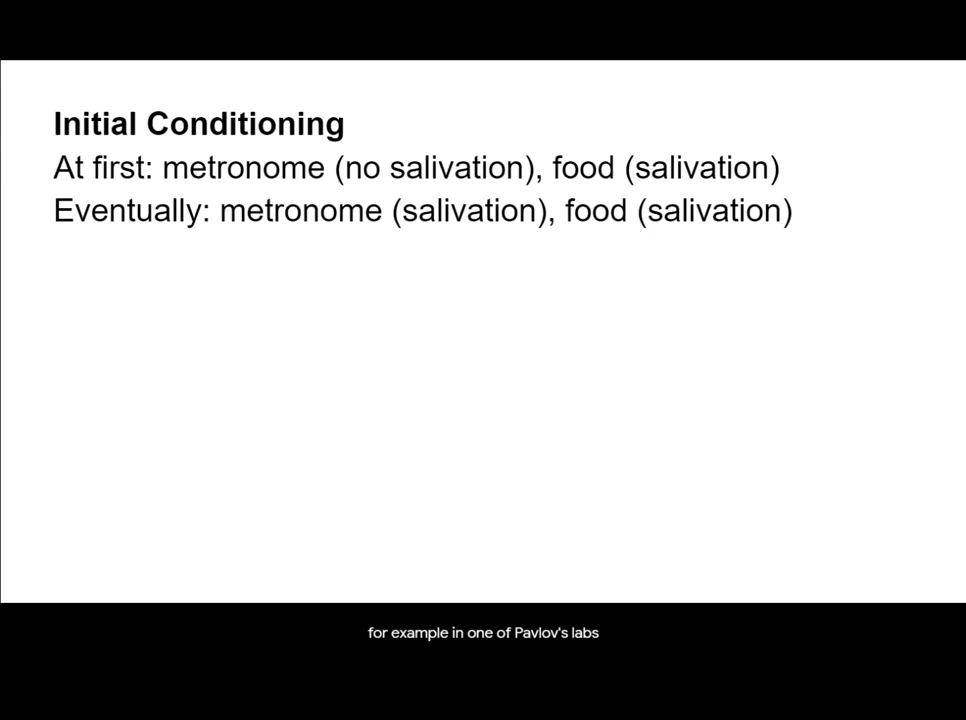 Initial Conditioning
At first: metronome (no salivation), food (salivation)
Eventually: metronome (salivation), food (salivation)
for example in one of Pavlov's labs